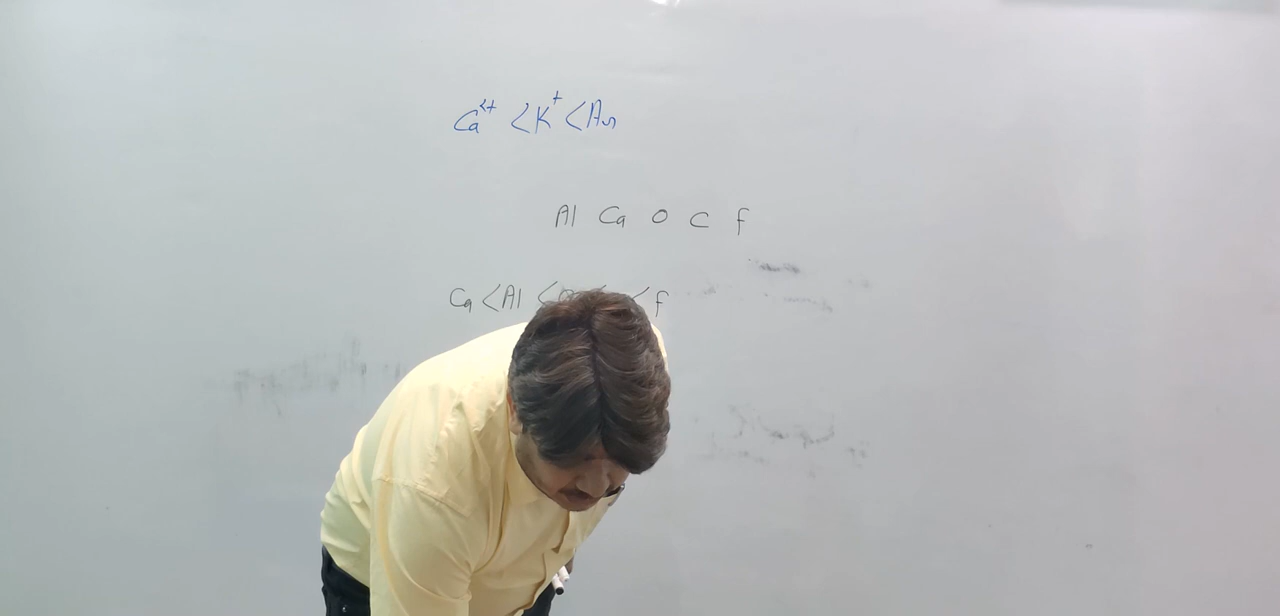 Ca²⁺ < K⁺ < Ar
Al Ca O C F
Ca < Al < < F